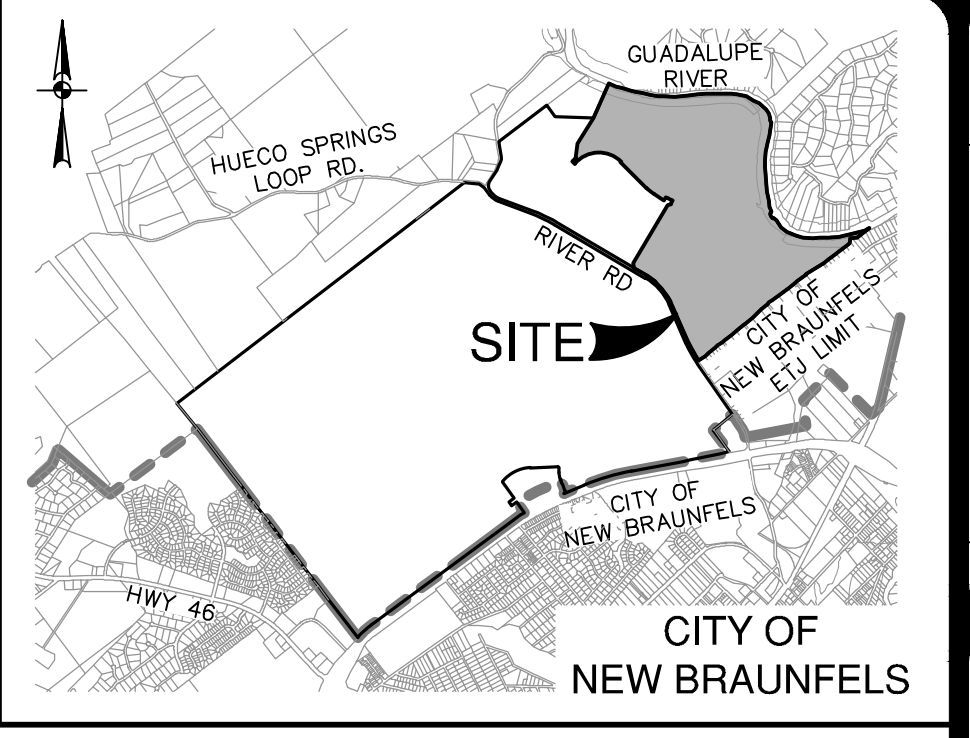 GUADALUPE
RIVER
HUECO SPRINGS
LOOP RD.
RIVER RD
SITE
CITY OF
NEW BRAUNFELS
ETJ LIMIT
CITY OF
NEW BRAUNFELS
HWY 46
CITY OF
NEW BRAUNFELS